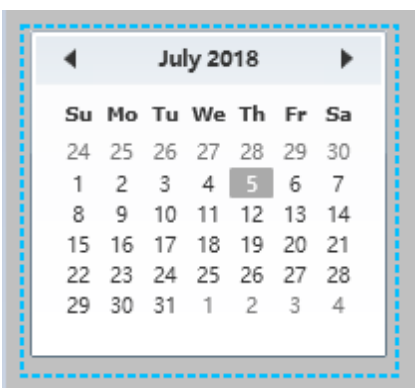 July 2018
Su Mo Tu We Th Fr Sa
24 25 26 27 28 29 30
1 2 3 4 5 6 7
8 9 10 11 12 13 14
15 16 17 18 19 20 21
22 23 24 25 26 27 28
29 30 31 1 2 3 4